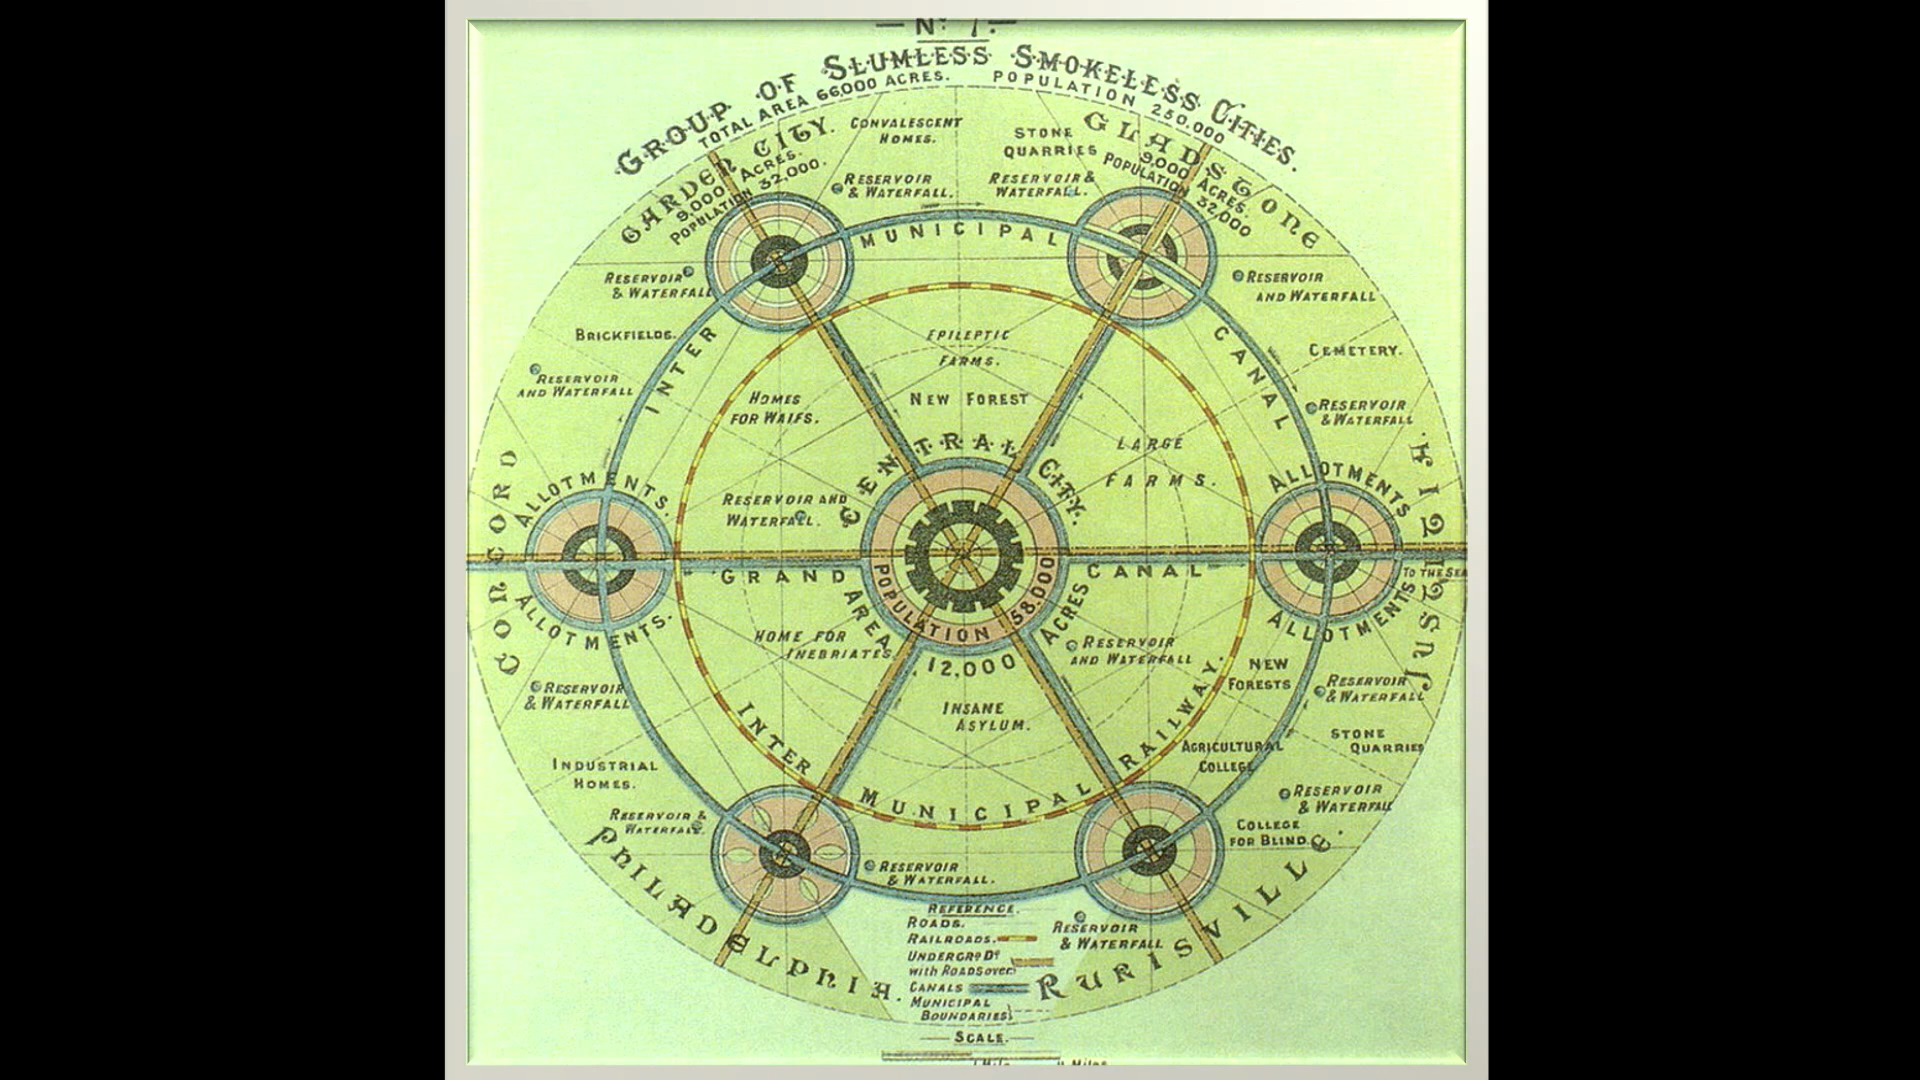 — Nº 7. —
GROUP OF SLUMLESS SMOKELESS CITIES.
TOTAL AREA 66,000 ACRES. POPULATION 250.000
GARDEN CITY.
9,000 ACRES.
POPULATION 32,000.
CONVALESCENT
HOMES.
STONE
QUARRIES
GLADSTONE
9,000 ACRES.
POPULATION 32,000
RESERVOIR
& WATERFALL.
RESERVOIR &
WATERFALL.
INTER MUNICIPAL CANAL
RESERVOIR
& WATERFALL
RESERVOIR
AND WATERFALL
BRICKFIELDS.
EPILEPTIC
FARMS.
CEMETERY.
RESERVOIR
AND WATERFALL
HOMES
FOR WAIFS.
NEW FOREST
RESERVOIR
& WATERFALL
LARGE
FARMS.
CENTRAL CITY.
CONCORD
ALLOTMENTS.
RESERVOIR AND
WATERFALL.
ALLOTMENTS
JUSTITIA.
GRAND CANAL
TO THE SEA
POPULATION 58.000
AREA 12,000 ACRES
ALLOTMENTS.
ALLOTMENTS
HOME FOR
INEBRIATES.
RESERVOIR
AND WATERFALL
NEW
FORESTS
RESERVOIR
& WATERFALL
RESERVOIR
& WATERFALL
INSANE
ASYLUM.
INTER MUNICIPAL RAILWAY.
STONE
QUARRIES
AGRICULTURAL
COLLEGE
INDUSTRIAL
HOMES.
RESERVOIR
& WATERFALL
RESERVOIR &
WATERFALL.
COLLEGE
FOR BLIND.
PHILADELPHIA.
RURISVILLE.
RESERVOIR
& WATERFALL.
RESERVOIR
& WATERFALL
REFERENCE.
ROADS.
RAILROADS.
UNDERGRD Dº
with Roads over.
CANALS
MUNICIPAL
BOUNDARIES
SCALE.
Mile Miles